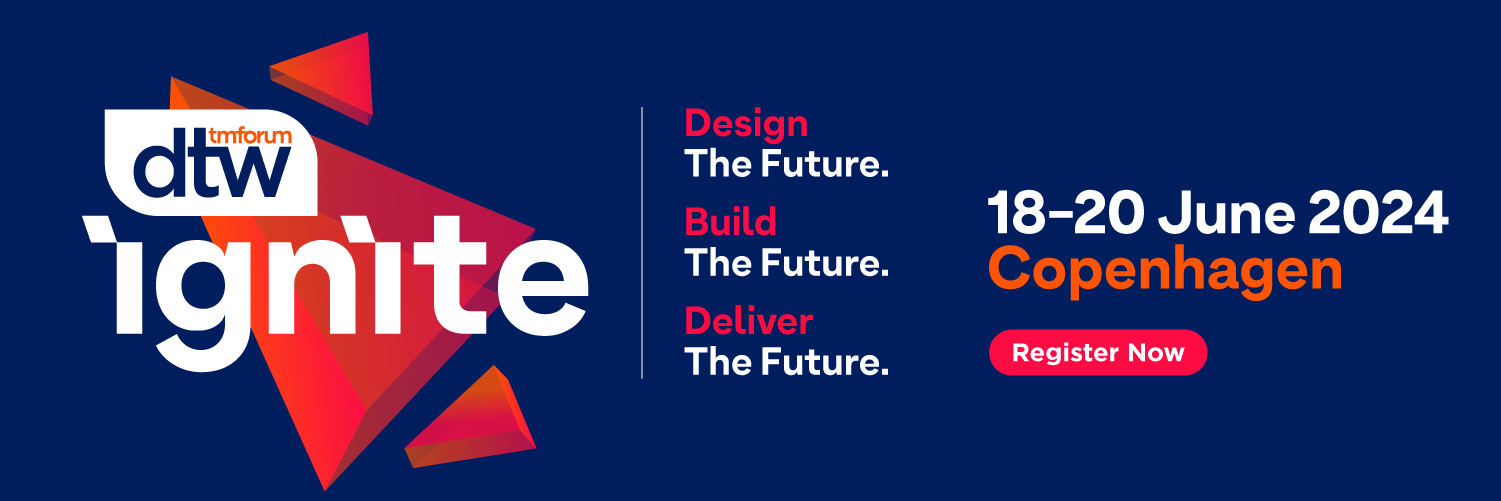 tmforum
dtw
ignite
Design
The Future.
Build
The Future.
Deliver
The Future.
18–20 June 2024
Copenhagen
Register Now